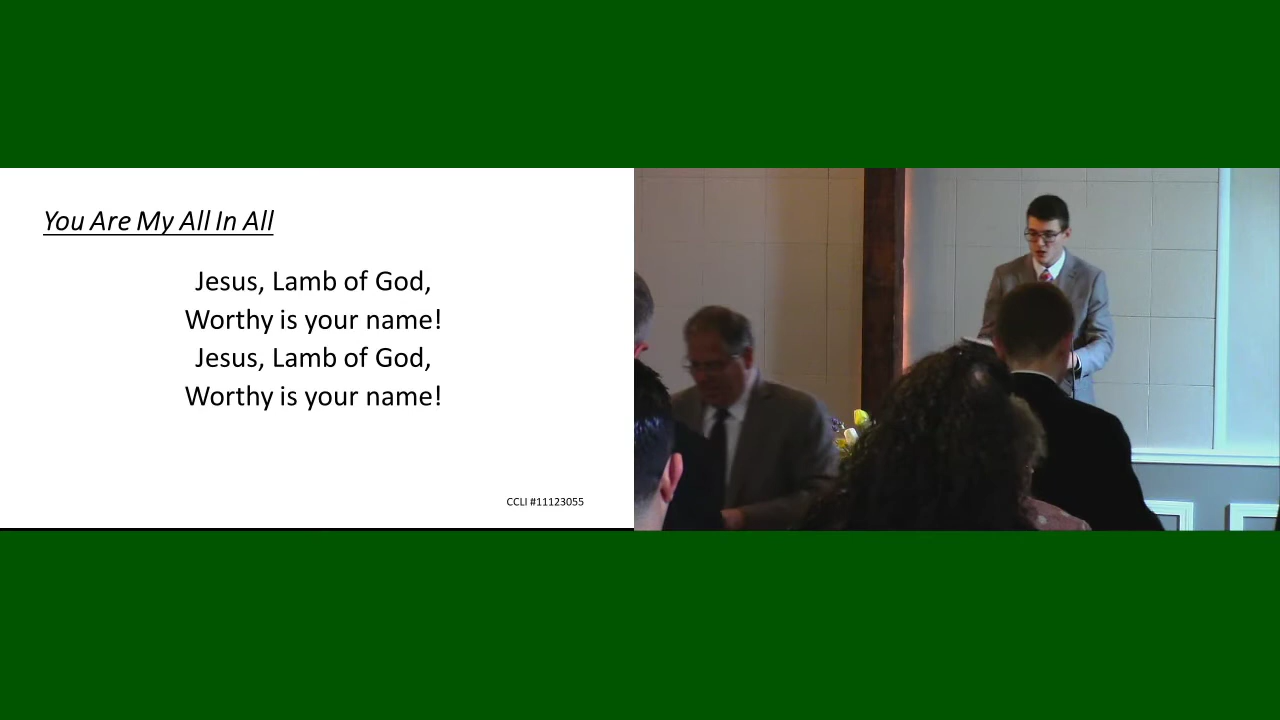 You Are My All In All
Jesus, Lamb of God,
Worthy is your name!
Jesus, Lamb of God,
Worthy is your name!
CCLI #11123055